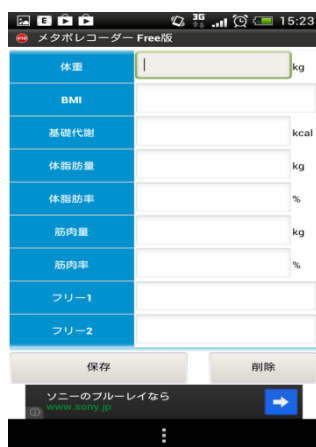 3G 15:23
メタボレコーダー Free版
体重 kg
BMI
基礎代謝 kcal
体脂肪量 kg
体脂肪率 %
筋肉量 kg
筋肉率 %
フリー1
フリー2
保存 削除
ソニーのブルーレイなら
www.sony.jp